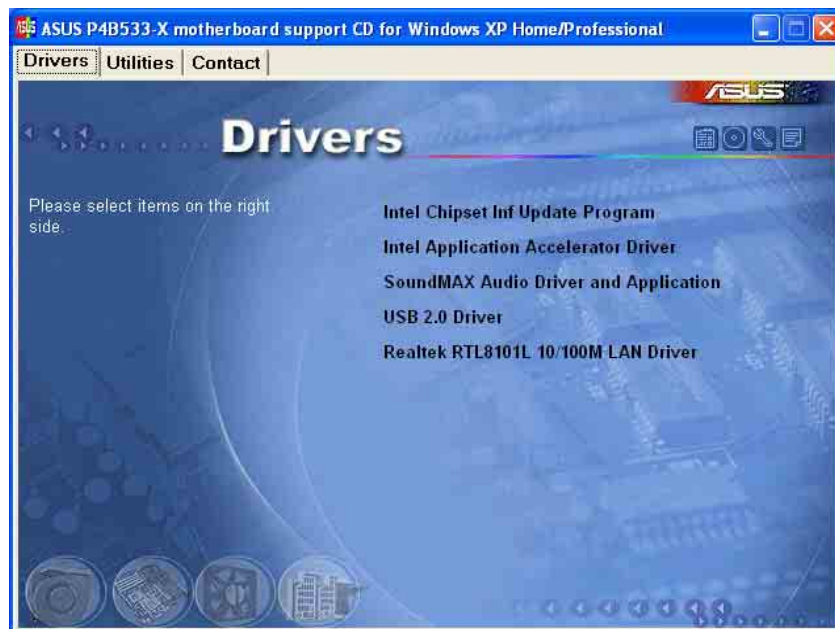 ASUS P4B533-X motherboard support CD for Windows XP Home/Professional
Drivers Utilities Contact
ASUS
Drivers
Please select items on the right
side.
Intel Chipset Inf Update Program
Intel Application Accelerator Driver
SoundMAX Audio Driver and Application
USB 2.0 Driver
Realtek RTL8101L 10/100M LAN Driver